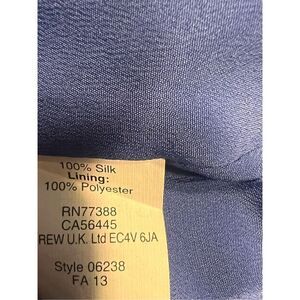 100% Silk
Lining:
100% Polyester
RN77388
CA56445
REW U.K. Ltd EC4V 6JA
Style 06238
FA 13